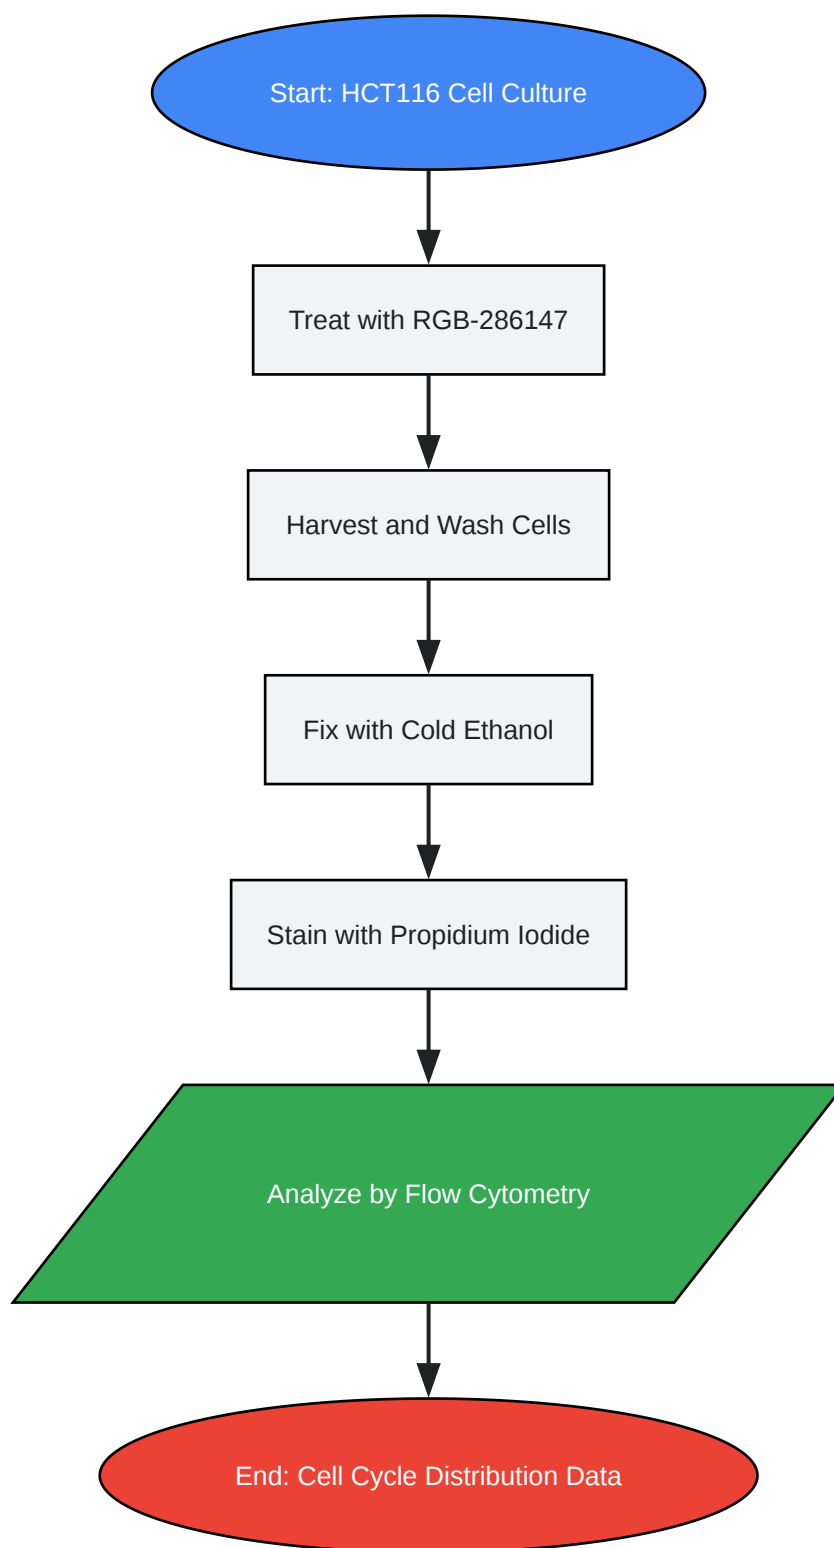 Start: HCT116 Cell Culture
Treat with RGB-286147
Harvest and Wash Cells
Fix with Cold Ethanol
Stain with Propidium Iodide
Analyze by Flow Cytometry
End: Cell Cycle Distribution Data